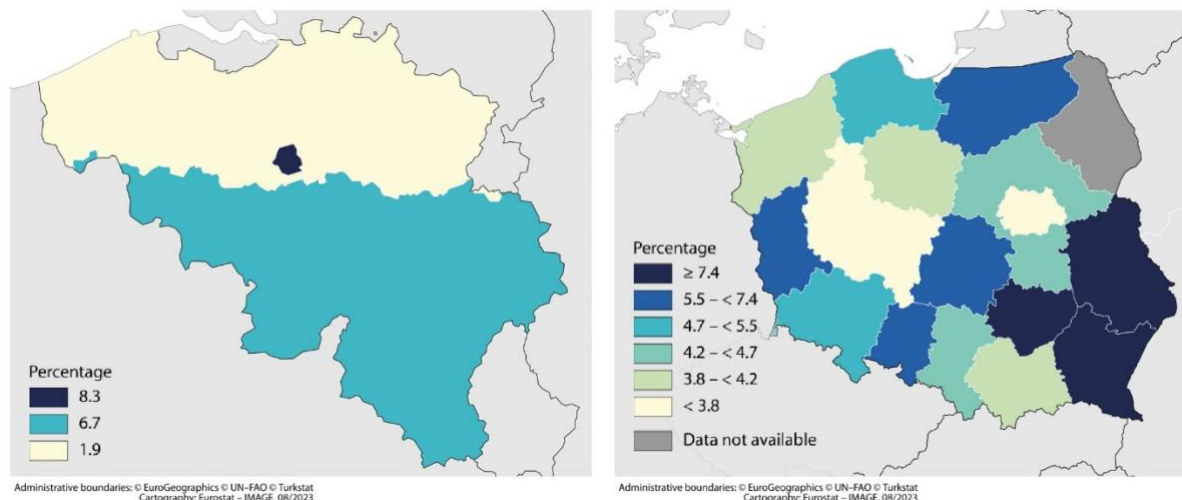 Percentage
8.3
6.7
1.9
Administrative boundaries: © EuroGeographics © UN–FAO © Turkstat
Cartography: Eurostat – IMAGE, 08/2023
Percentage
≥ 7.4
5.5 – < 7.4
4.7 – < 5.5
4.2 – < 4.7
3.8 – < 4.2
< 3.8
Data not available
Administrative boundaries: © EuroGeographics © UN–FAO © Turkstat
Cartography: Eurostat – IMAGE, 08/2023